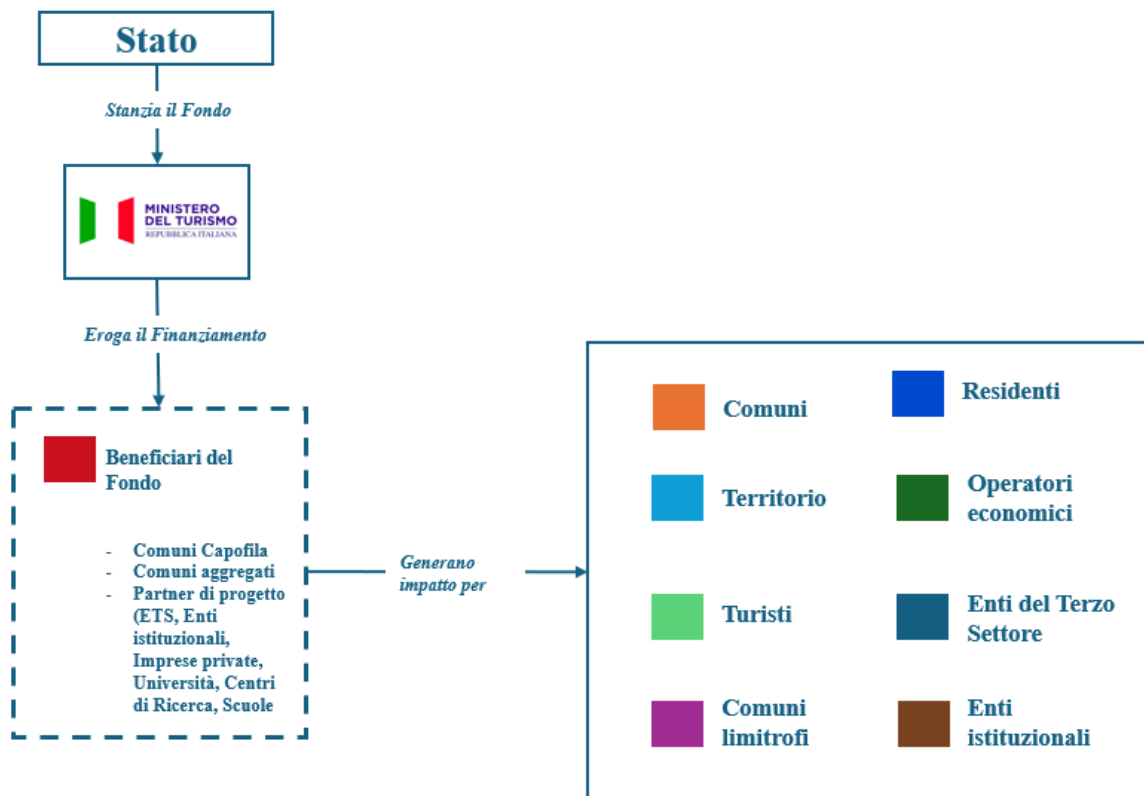 Stato
Stanzia il Fondo
MINISTERO
DEL TURISMO
REPUBBLICA ITALIANA
Eroga il Finanziamento
Beneficiari del
Fondo
- Comuni Capofila
- Comuni aggregati
- Partner di progetto
(ETS, Enti
istituzionali,
Imprese private,
Università, Centri
di Ricerca, Scuole
Generano
impatto per
Comuni
Residenti
Territorio
Operatori
economici
Turisti
Enti del Terzo
Settore
Comuni
limitrofi
Enti
istituzionali